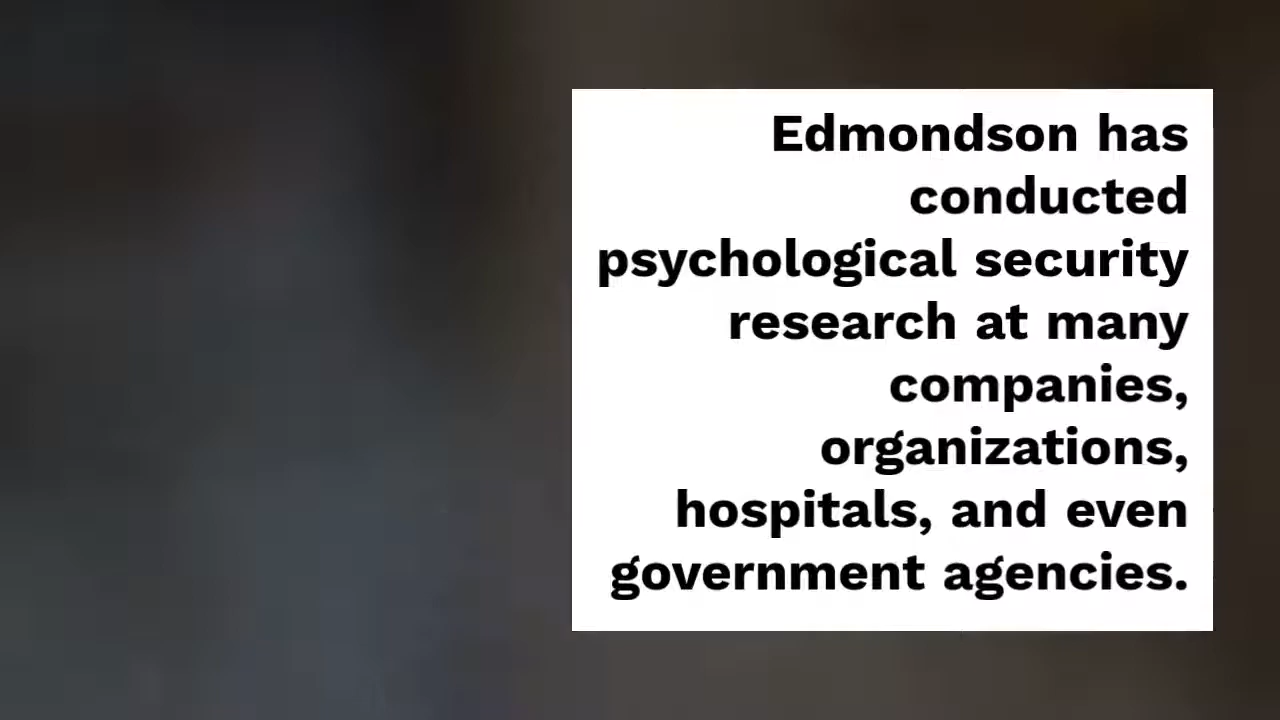 Edmondson has
conducted
psychological security
research at many
companies,
organizations,
hospitals, and even
government agencies.